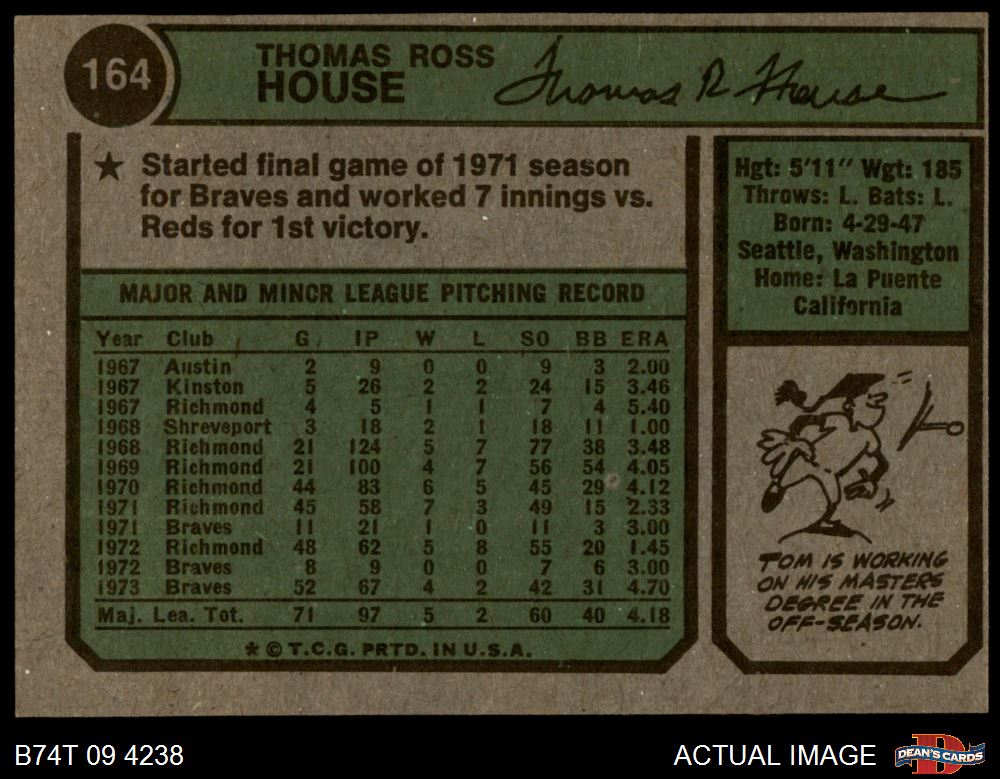 164
THOMAS ROSS
HOUSE
Thomas R House
★ Started final game of 1971 season
for Braves and worked 7 innings vs.
Reds for 1st victory.
MAJOR AND MINOR LEAGUE PITCHING RECORD
Year Club G IP W L SO BB ERA
1967 Austin 2 9 0 0 9 3 2.00
1967 Kinston 5 26 2 2 24 15 3.46
1967 Richmond 4 5 1 1 7 4 5.40
1968 Shreveport 3 18 2 1 18 11 1.00
1968 Richmond 21 124 5 7 77 38 3.48
1969 Richmond 21 100 4 7 56 54 4.05
1970 Richmond 44 83 6 5 45 29 4.12
1971 Richmond 45 58 7 3 49 15 2.33
1971 Braves 11 21 1 0 11 3 3.00
1972 Richmond 48 62 5 8 55 20 1.45
1972 Braves 8 9 0 0 7 6 3.00
1973 Braves 52 67 4 2 42 31 4.70
Maj. Lea. Tot. 71 97 5 2 60 40 4.18
* © T.C.G. PRTD. IN U.S.A.
Hgt: 5'11" Wgt: 185
Throws: L. Bats: L.
Born: 4-29-47
Seattle, Washington
Home: La Puente
California
TOM IS WORKING
ON HIS MASTERS
DEGREE IN THE
OFF-SEASON.
B74T 09 4238
ACTUAL IMAGE
DEAN'S CARDS